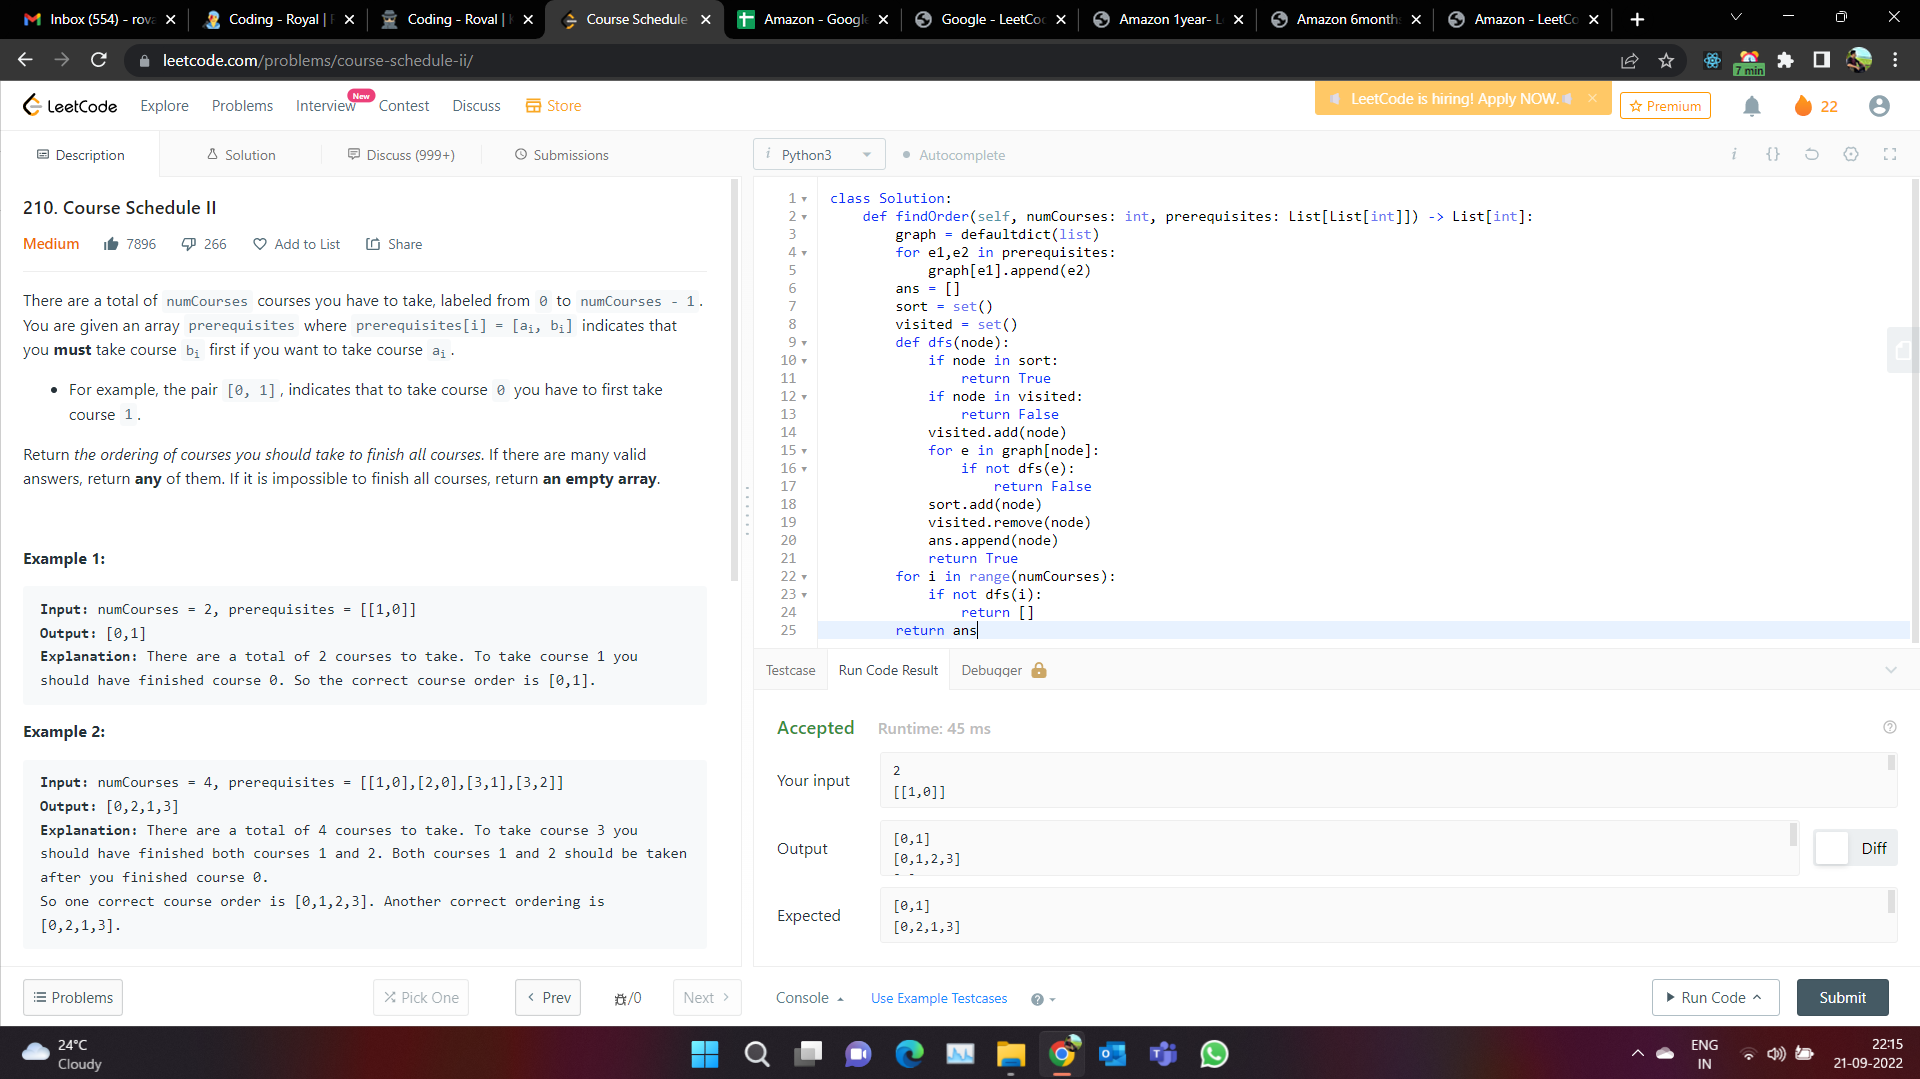 Inbox (554) - rova
Coding - Royal |
Coding - Royal |
Course Schedule
Amazon - Google
Google - LeetCo
Amazon 1year- L
Amazon 6month
Amazon - LeetCo
leetcode.com/problems/course-schedule-ii/
7 min
LeetCode
Explore
Problems
Interview
New
Contest
Discuss
Store
LeetCode is hiring! Apply NOW.
Premium
22
Description
Solution
Discuss (999+)
Submissions
i Python3
Autocomplete
i {}
210. Course Schedule II
Medium 7896 266 Add to List Share
There are a total of numCourses courses you have to take, labeled from 0 to numCourses - 1.
You are given an array prerequisites where prerequisites[i] = [ai, bi] indicates that
you must take course bi first if you want to take course ai.
• For example, the pair [0, 1], indicates that to take course 0 you have to first take
course 1.
Return the ordering of courses you should take to finish all courses. If there are many valid
answers, return any of them. If it is impossible to finish all courses, return an empty array.
Example 1:
Input: numCourses = 2, prerequisites = [[1,0]]
Output: [0,1]
Explanation: There are a total of 2 courses to take. To take course 1 you
should have finished course 0. So the correct course order is [0,1].
Example 2:
Input: numCourses = 4, prerequisites = [[1,0],[2,0],[3,1],[3,2]]
Output: [0,2,1,3]
Explanation: There are a total of 4 courses to take. To take course 3 you
should have finished both courses 1 and 2. Both courses 1 and 2 should be taken
after you finished course 0.
So one correct course order is [0,1,2,3]. Another correct ordering is
[0,2,1,3].
Problems
Pick One
Prev
/0
Next
1 class Solution:
2     def findOrder(self, numCourses: int, prerequisites: List[List[int]]) -> List[int]:
3         graph = defaultdict(list)
4         for e1,e2 in prerequisites:
5             graph[e1].append(e2)
6         ans = []
7         sort = set()
8         visited = set()
9         def dfs(node):
10             if node in sort:
11                 return True
12             if node in visited:
13                 return False
14             visited.add(node)
15             for e in graph[node]:
16                 if not dfs(e):
17                     return False
18             sort.add(node)
19             visited.remove(node)
20             ans.append(node)
21             return True
22         for i in range(numCourses):
23             if not dfs(i):
24                 return []
25         return ans
Testcase
Run Code Result
Debugger
Accepted Runtime: 45 ms
Your input
2
[[1,0]]
Output
[0,1]
[0,1,2,3]
Diff
Expected
[0,1]
[0,2,1,3]
Console
Use Example Testcases
Run Code
Submit
24°C
Cloudy
ENG
IN
22:15
21-09-2022